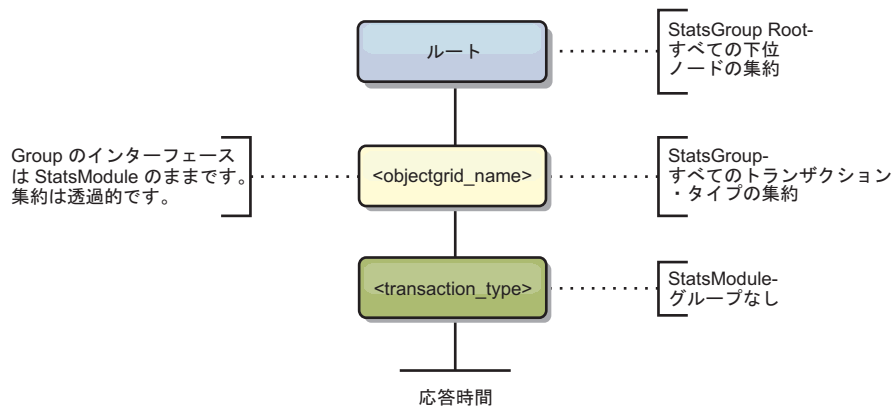 ルート
StatsGroup Root-
すべての下位
ノードの集約
Group のインターフェース
は StatsModule のままです。
集約は透過的です。
<objectgrid_name>
StatsGroup-
すべてのトランザクション
・タイプの集約
<transaction_type>
StatsModule-
グループなし
応答時間